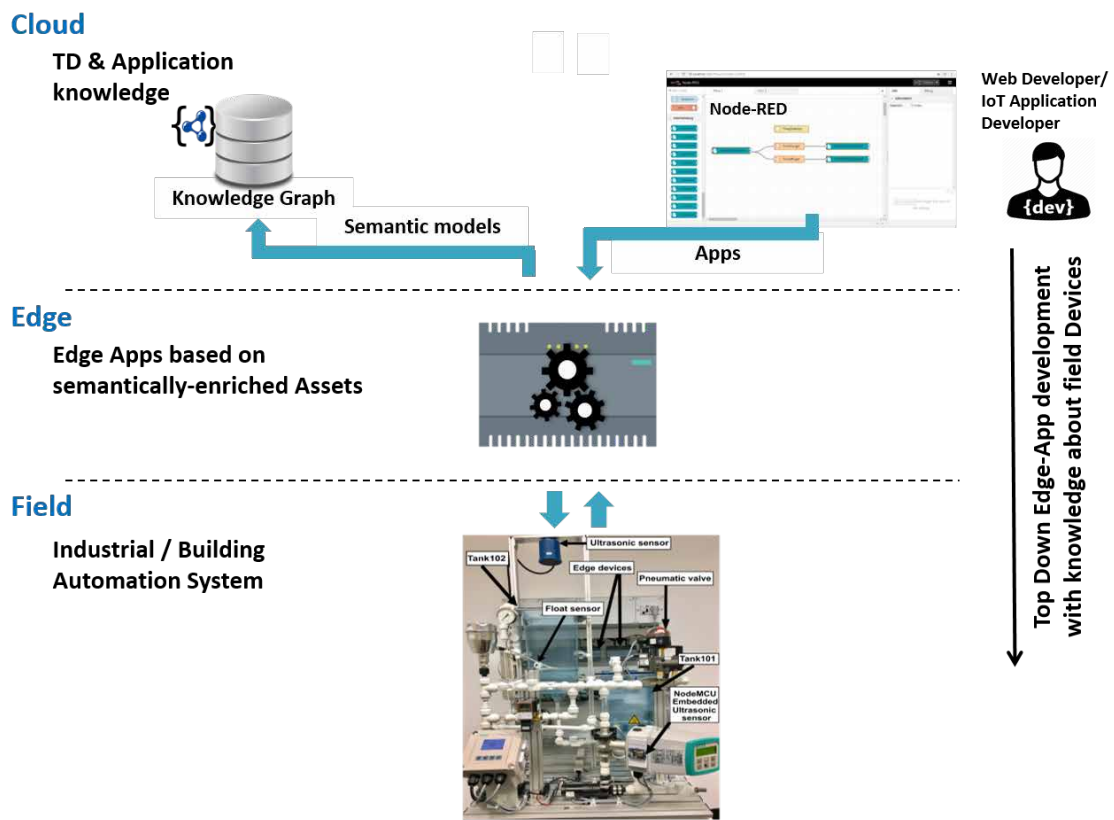 Cloud
TD & Application
knowledge
Knowledge Graph
Semantic models
Node-RED
Apps
Web Developer/
IoT Application
Developer
{dev}
Edge
Edge Apps based on
semantically-enriched Assets
Top Down Edge-App development
with knowledge about field Devices
Field
Industrial / Building
Automation System
Ultrasonic sensor
Tank102
Edge devices
Pneumatic valve
Float sensor
Tank101
NodeMCU
Embedded
Ultrasonic
sensor